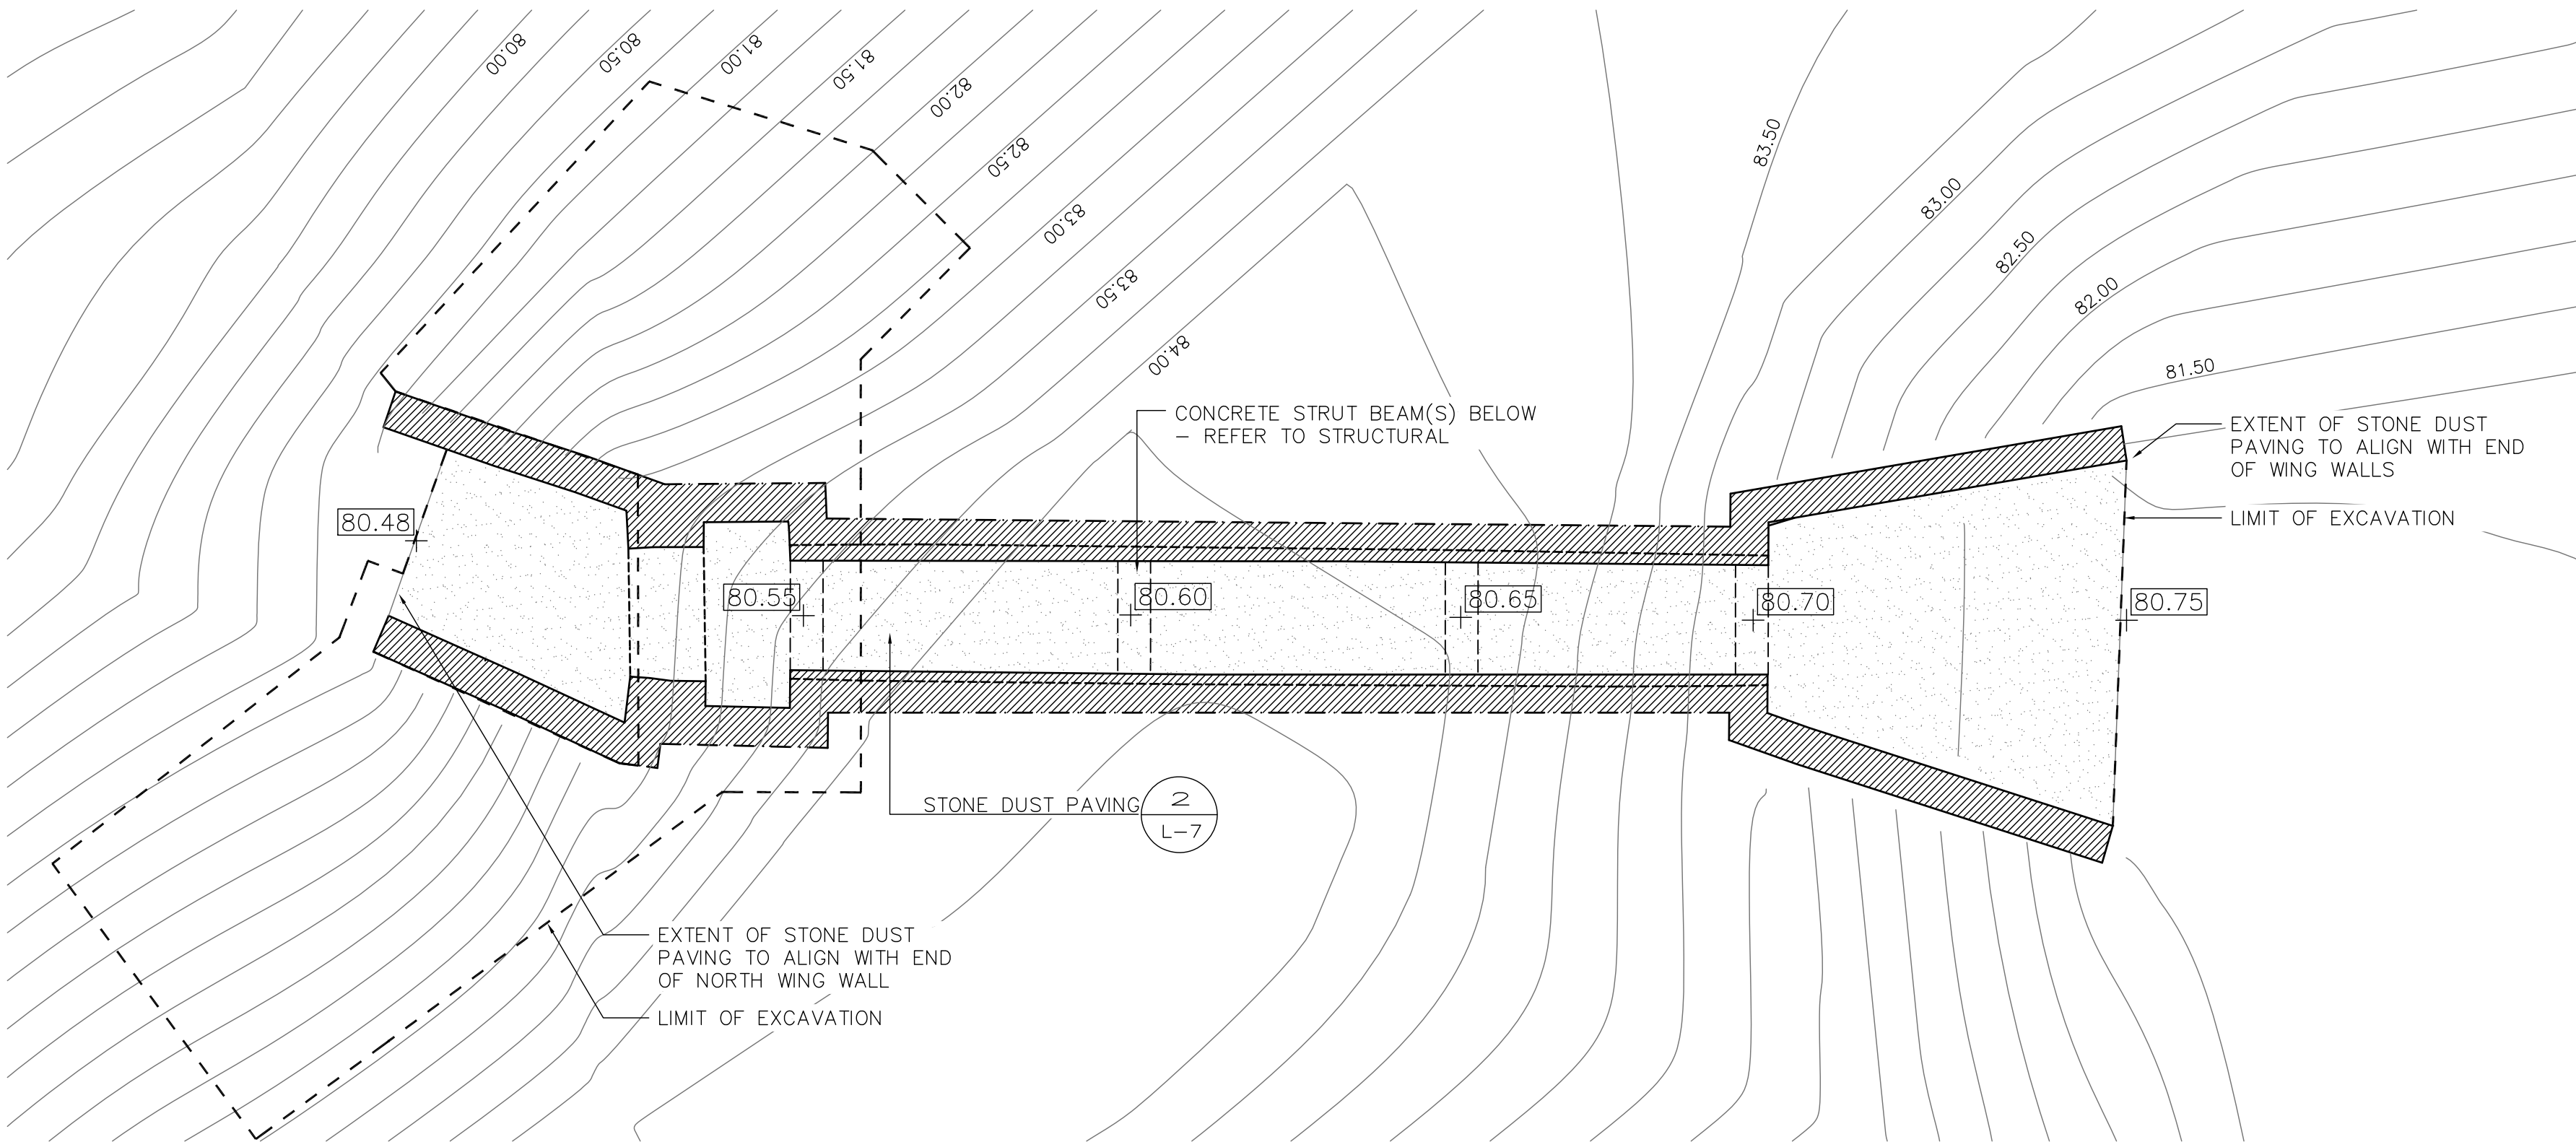 80.00
80.50
81.00
81.50
82.00
82.50
83.00
83.50
84.00
83.50
83.00
82.50
82.00
81.50
CONCRETE STRUT BEAM(S) BELOW
– REFER TO STRUCTURAL
EXTENT OF STONE DUST
PAVING TO ALIGN WITH END
OF WING WALLS
LIMIT OF EXCAVATION
80.48
80.55
80.60
80.65
80.70
80.75
STONE DUST PAVING
2
L–7
EXTENT OF STONE DUST
PAVING TO ALIGN WITH END
OF NORTH WING WALL
LIMIT OF EXCAVATION